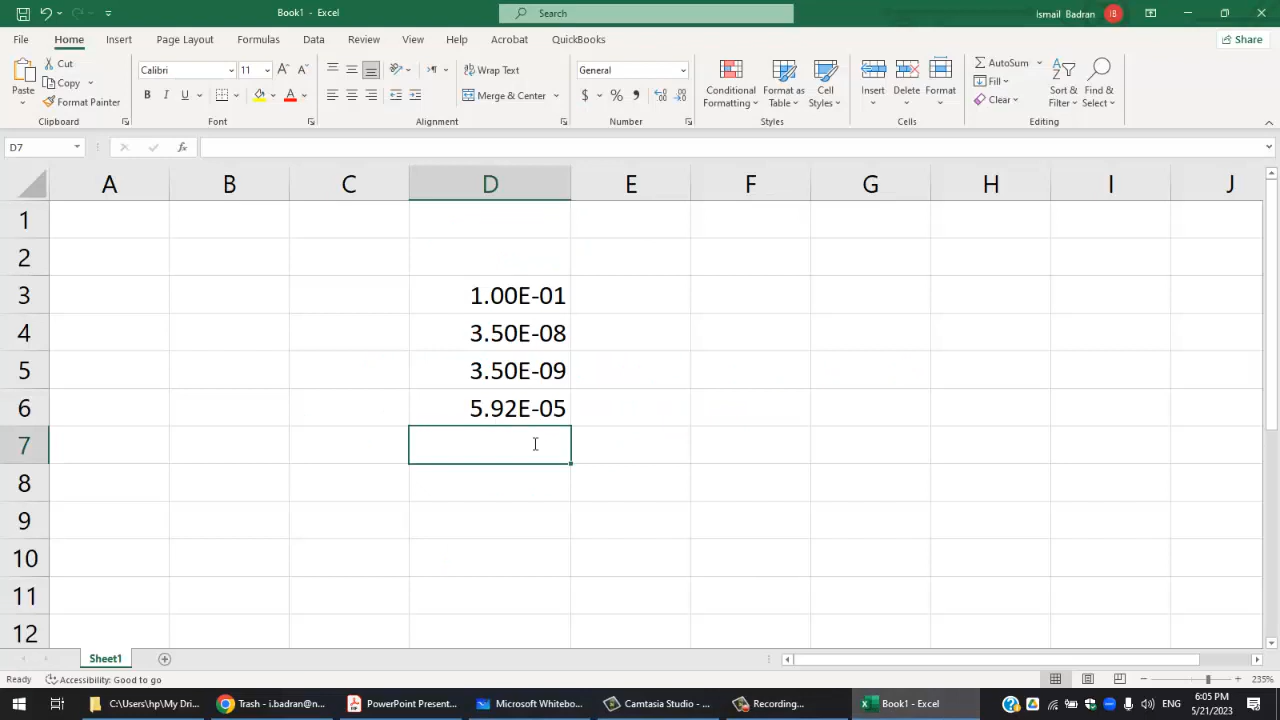 Book1 - Excel
Search
Ismail Badran
IB
File
Home
Insert
Page Layout
Formulas
Data
Review
View
Help
Acrobat
QuickBooks
Share
Paste
Cut
Copy
Format Painter
Clipboard
Calibri
11
B
I
U
Font
Wrap Text
Merge & Center
Alignment
General
$
%
Number
Conditional
Formatting
Format as
Table
Cell
Styles
Styles
Insert
Delete
Format
Cells
AutoSum
Fill
Clear
Sort &
Filter
Find &
Select
Editing
D7
fx
A B C D E F G H I J
1
2
3 1.00E-01
4 3.50E-08
5 3.50E-09
6 5.92E-05
7
8
9
10
11
12
Sheet1
Ready
Accessibility: Good to go
235%
C:\Users\hp\My Dri...
Trash - i.badran@n...
PowerPoint Present...
Microsoft Whitebo...
Camtasia Studio - ...
Recording...
Book1 - Excel
ENG
6:05 PM
5/21/2023